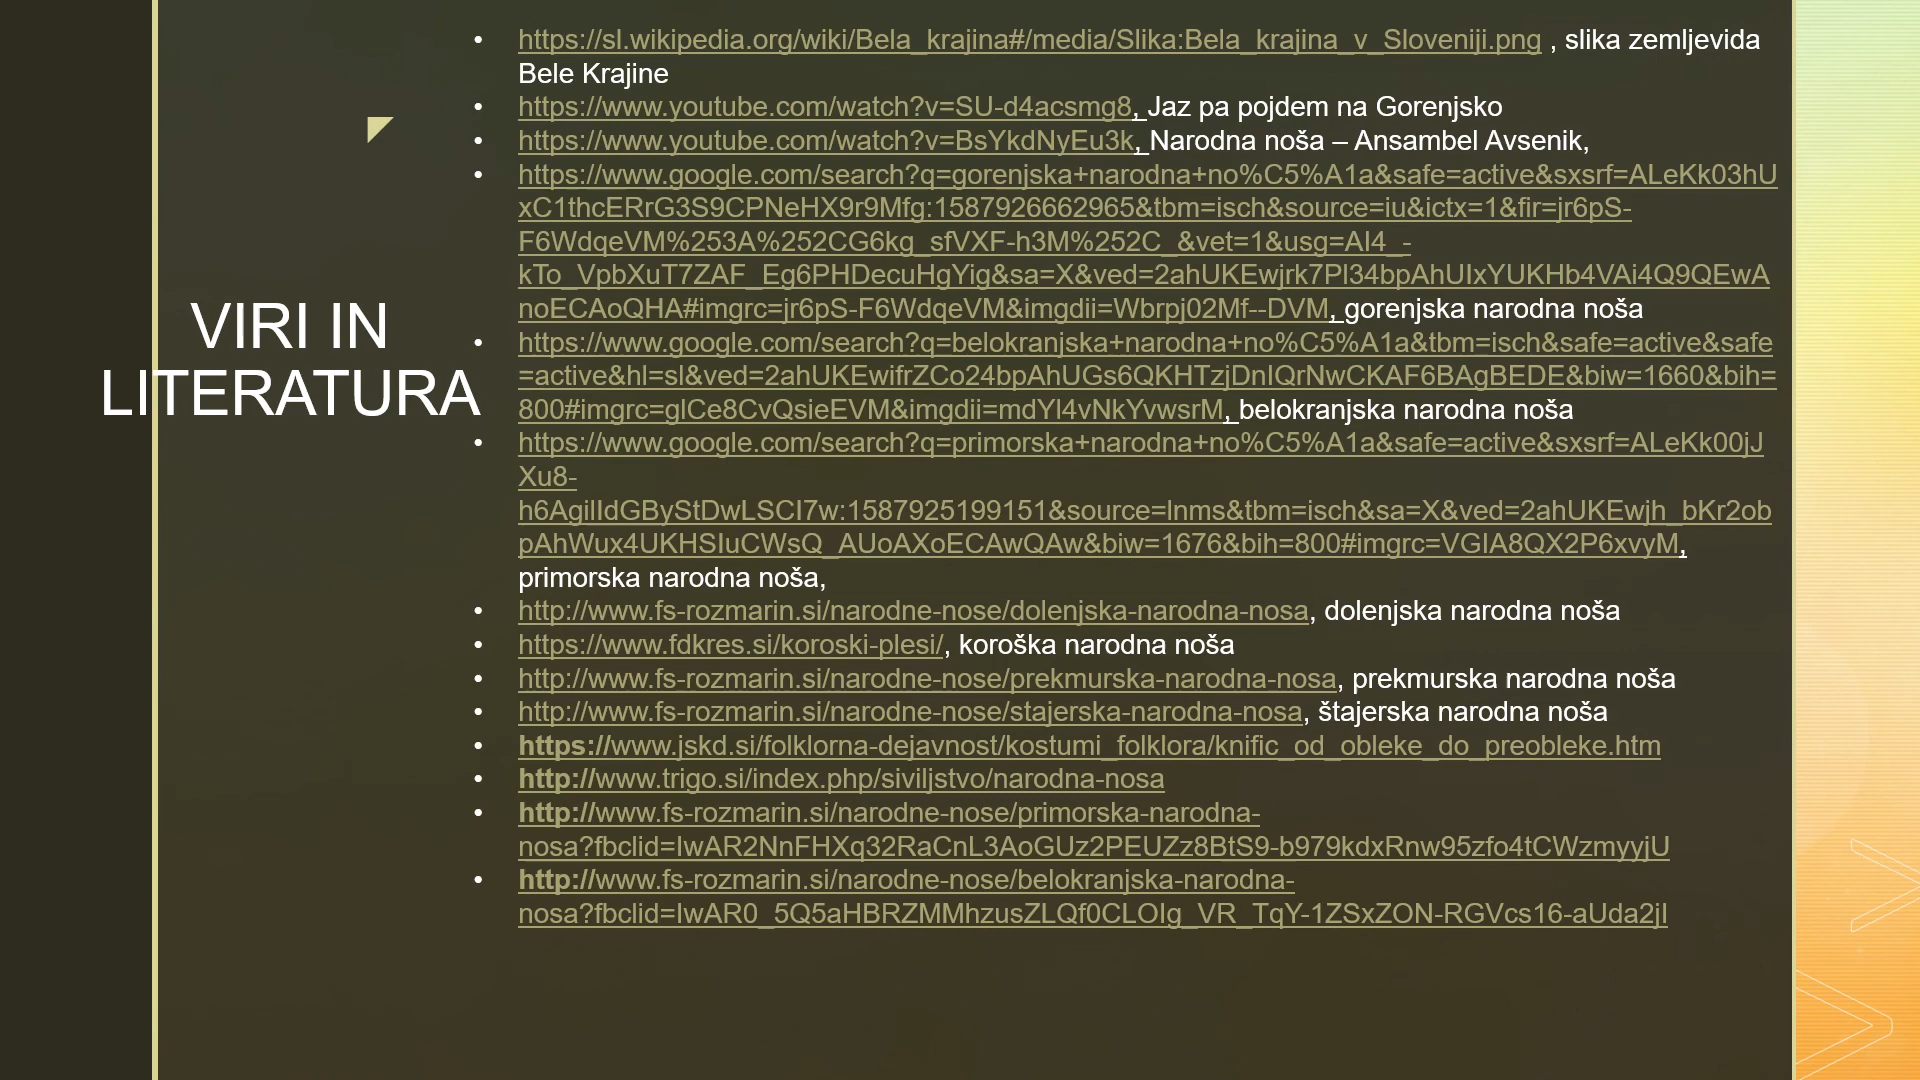 VIRI IN
LITERATURA
• https://sl.wikipedia.org/wiki/Bela_krajina#/media/Slika:Bela_krajina_v_Sloveniji.png , slika zemljevida
Bele Krajine
• https://www.youtube.com/watch?v=SU-d4acsmg8, Jaz pa pojdem na Gorenjsko
• https://www.youtube.com/watch?v=BsYkdNyEu3k, Narodna noša – Ansambel Avsenik,
• https://www.google.com/search?q=gorenjska+narodna+no%C5%A1a&safe=active&sxsrf=ALeKk03hU
xC1thcERrG3S9CPNeHX9r9Mfg:1587926662965&tbm=isch&source=iu&ictx=1&fir=jr6pS-
F6WdqeVM%253A%252CG6kg_sfVXF-h3M%252C_&vet=1&usg=AI4_-
kTo_VpbXuT7ZAF_Eg6PHDecuHgYig&sa=X&ved=2ahUKEwjrk7Pl34bpAhUIxYUKHb4VAi4Q9QEwA
noECAoQHA#imgrc=jr6pS-F6WdqeVM&imgdii=Wbrpj02Mf--DVM, gorenjska narodna noša
• https://www.google.com/search?q=belokranjska+narodna+no%C5%A1a&tbm=isch&safe=active&safe
=active&hl=sl&ved=2ahUKEwifrZCo24bpAhUGs6QKHTzjDnIQrNwCKAF6BAgBEDE&biw=1660&bih=
800#imgrc=glCe8CvQsieEVM&imgdii=mdYl4vNkYvwsrM, belokranjska narodna noša
• https://www.google.com/search?q=primorska+narodna+no%C5%A1a&safe=active&sxsrf=ALeKk00jJ
Xu8-
h6AgilIdGByStDwLSCI7w:1587925199151&source=lnms&tbm=isch&sa=X&ved=2ahUKEwjh_bKr2ob
pAhWux4UKHSIuCWsQ_AUoAXoECAwQAw&biw=1676&bih=800#imgrc=VGIA8QX2P6xvyM,
primorska narodna noša,
• http://www.fs-rozmarin.si/narodne-nose/dolenjska-narodna-nosa, dolenjska narodna noša
• https://www.fdkres.si/koroski-plesi/, koroška narodna noša
• http://www.fs-rozmarin.si/narodne-nose/prekmurska-narodna-nosa, prekmurska narodna noša
• http://www.fs-rozmarin.si/narodne-nose/stajerska-narodna-nosa, štajerska narodna noša
• https://www.jskd.si/folklorna-dejavnost/kostumi_folklora/knific_od_obleke_do_preobleke.htm
• http://www.trigo.si/index.php/siviljstvo/narodna-nosa
• http://www.fs-rozmarin.si/narodne-nose/primorska-narodna-
nosa?fbclid=IwAR2NnFHXq32RaCnL3AoGUz2PEUZz8BtS9-b979kdxRnw95zfo4tCWzmyyjU
• http://www.fs-rozmarin.si/narodne-nose/belokranjska-narodna-
nosa?fbclid=IwAR0_5Q5aHBRZMMhzusZLQf0CLOIg_VR_TqY-1ZSxZON-RGVcs16-aUda2jI